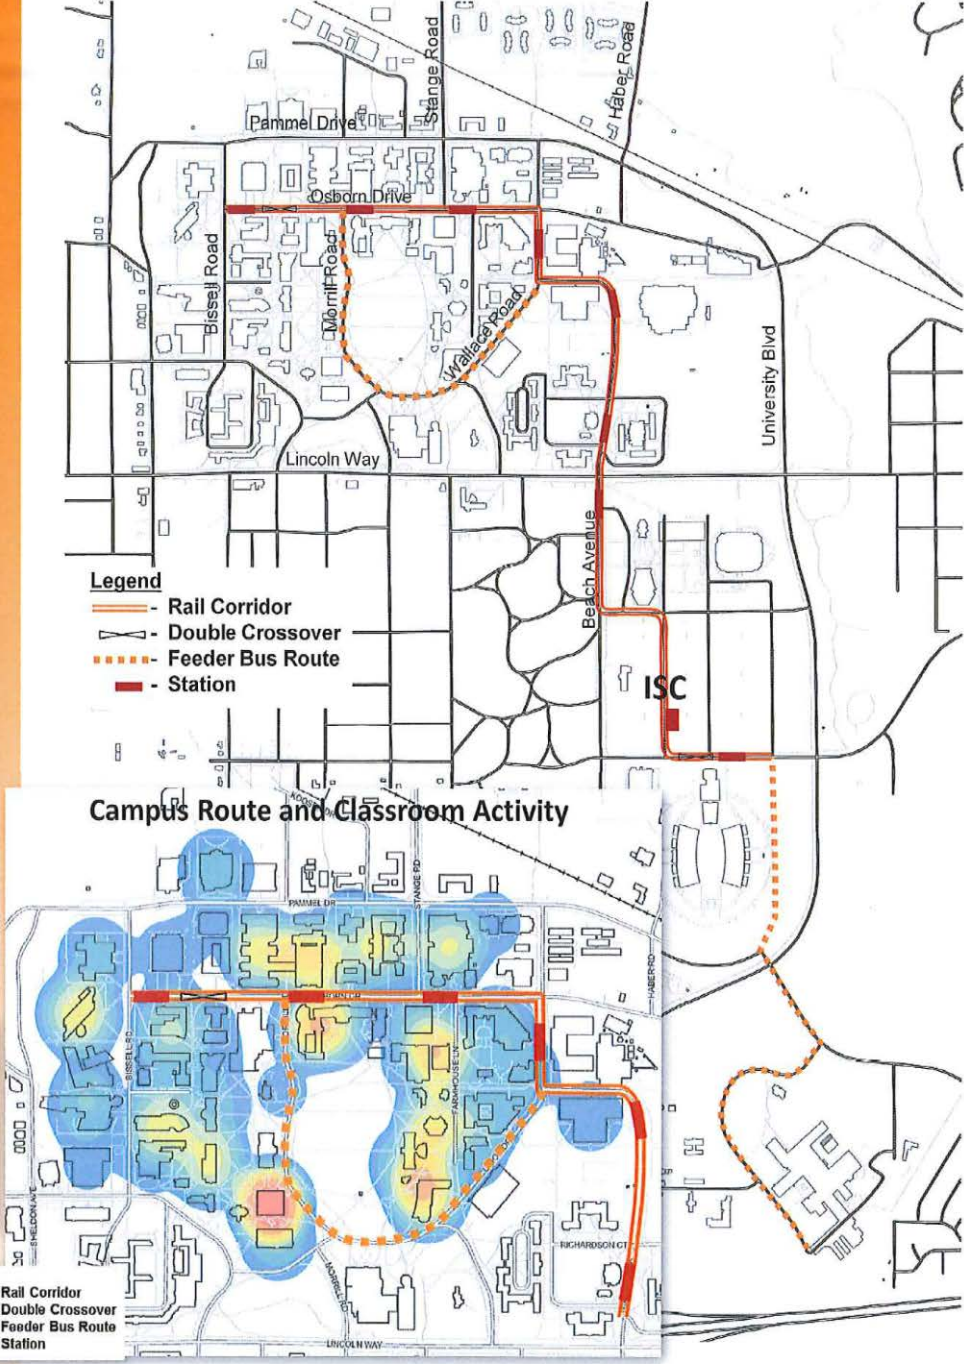 Stange Road
Haber Road
Pammel Drive
Osborn Drive
Bissell Road
Morrill Road
Wallace Road
University Blvd
Lincoln Way
Beach Avenue
Legend
- Rail Corridor
- Double Crossover
- Feeder Bus Route
- Station
ISC
Campus Route and Classroom Activity
STANGE RD
PAMMEL DR
HABER RD
BISSELL RD
FARMHOUSE LN
SHELDON AVE
RICHARDSON CT
MORRILL RD
LINCOLN WAY
Rail Corridor
Double Crossover
Feeder Bus Route
Station